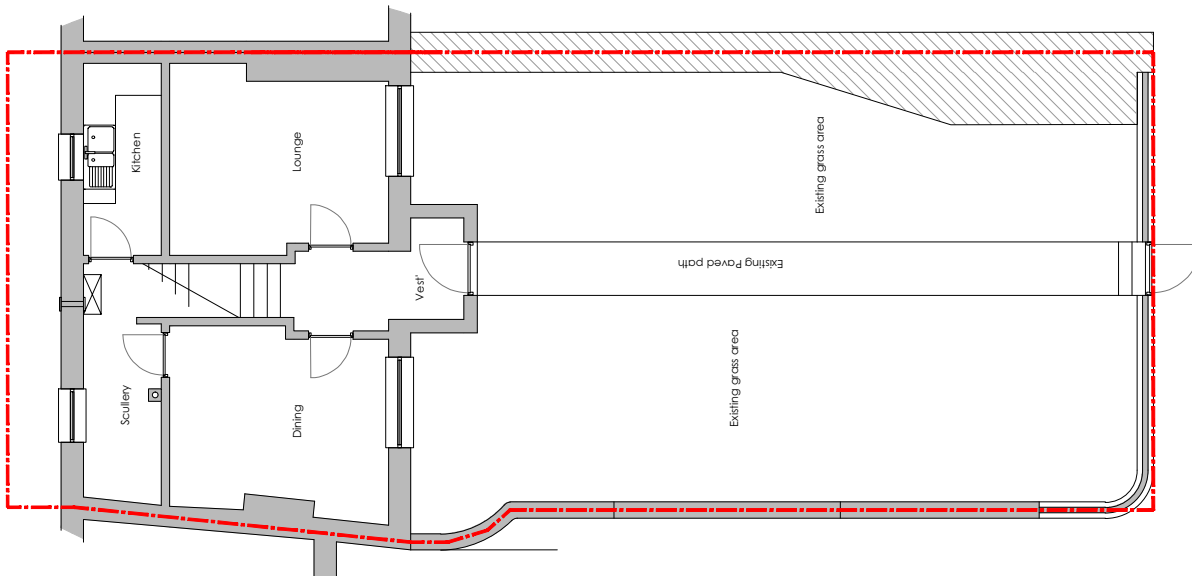 Kitchen
Lounge
Existing grass area
Vest'
Existing Paved path
Scullery
Dining
Existing grass area